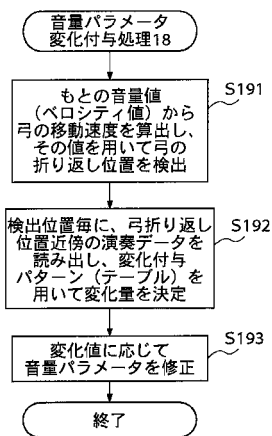 音量パラメータ
変化付与処理18
S191
もとの音量値
（ベロシティ値）から
弓の移動速度を算出し、
その値を用いて弓の
折り返し位置を検出
S192
検出位置毎に、弓折り返し
位置近傍の演奏データを
読み出し、変化付与
パターン（テーブル）を
用いて変化量を決定
S193
変化値に応じて
音量パラメータを修正
終了